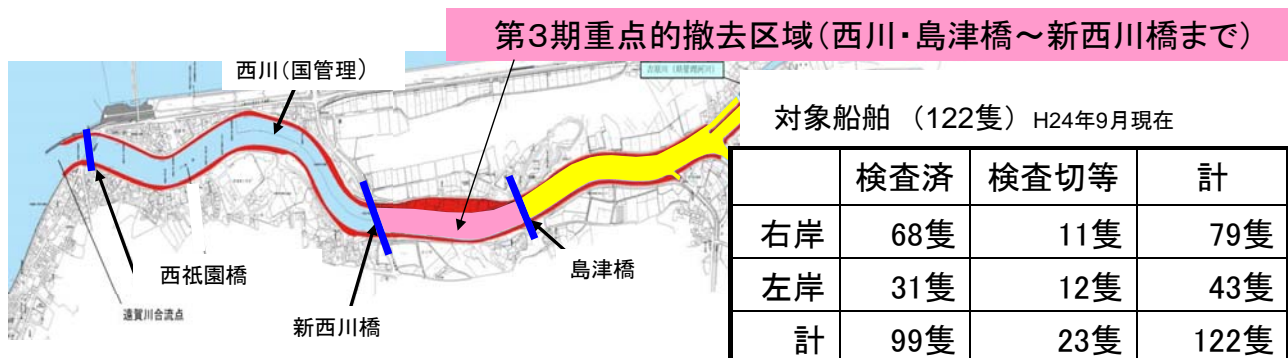 第3期重点的撤去区域(西川・島津橋~新西川橋まで)
西川(国管理)
対象船舶 (122隻) H24年9月現在
検査済 検査切等 計
右岸 68隻 11隻 79隻
左岸 31隻 12隻 43隻
計 99隻 23隻 122隻
西祇園橋
島津橋
遠賀川合流点
新西川橋